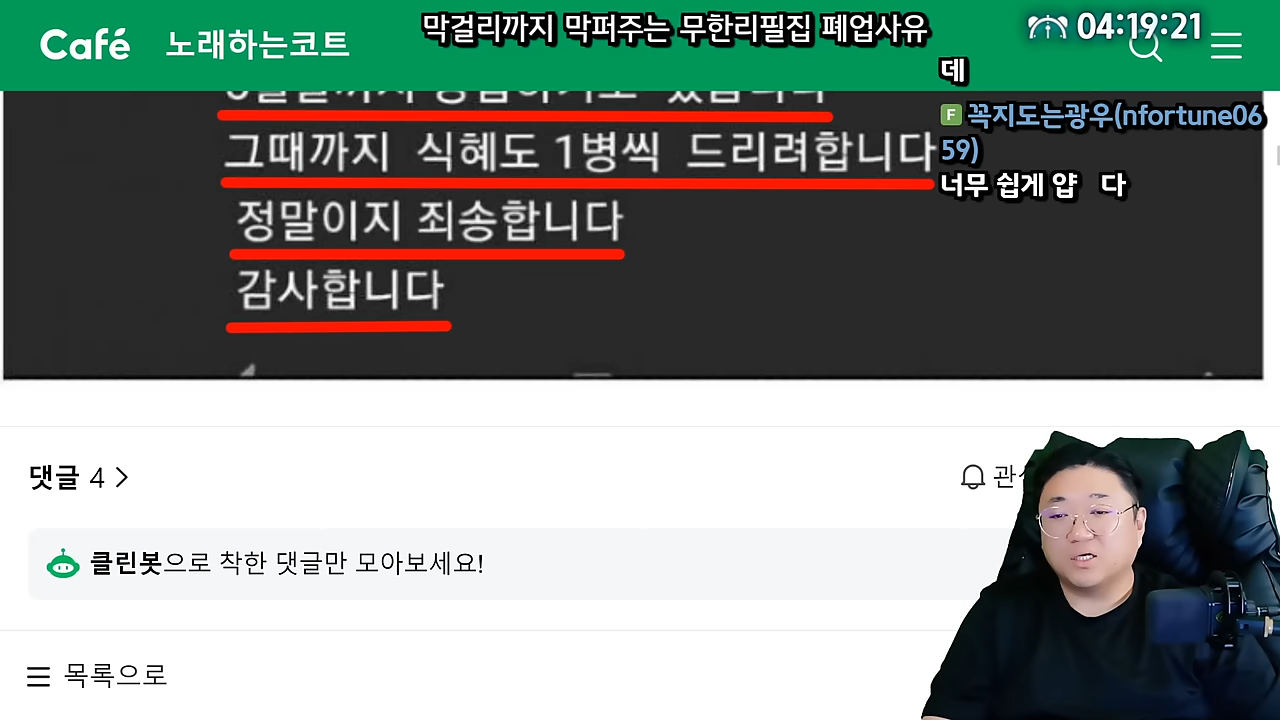 Café 노래하는코트
막걸리까지 막퍼주는 무한리필집 폐업사유
04:19:21
데
F 꼭지도는광우(nfortune06
59)
너무 쉽게 얍 다
그때까지 식혜도 1병씩 드리려합니다
정말이지 죄송합니다
감사합니다
댓글 4
클린봇으로 착한 댓글만 모아보세요!
목록으로